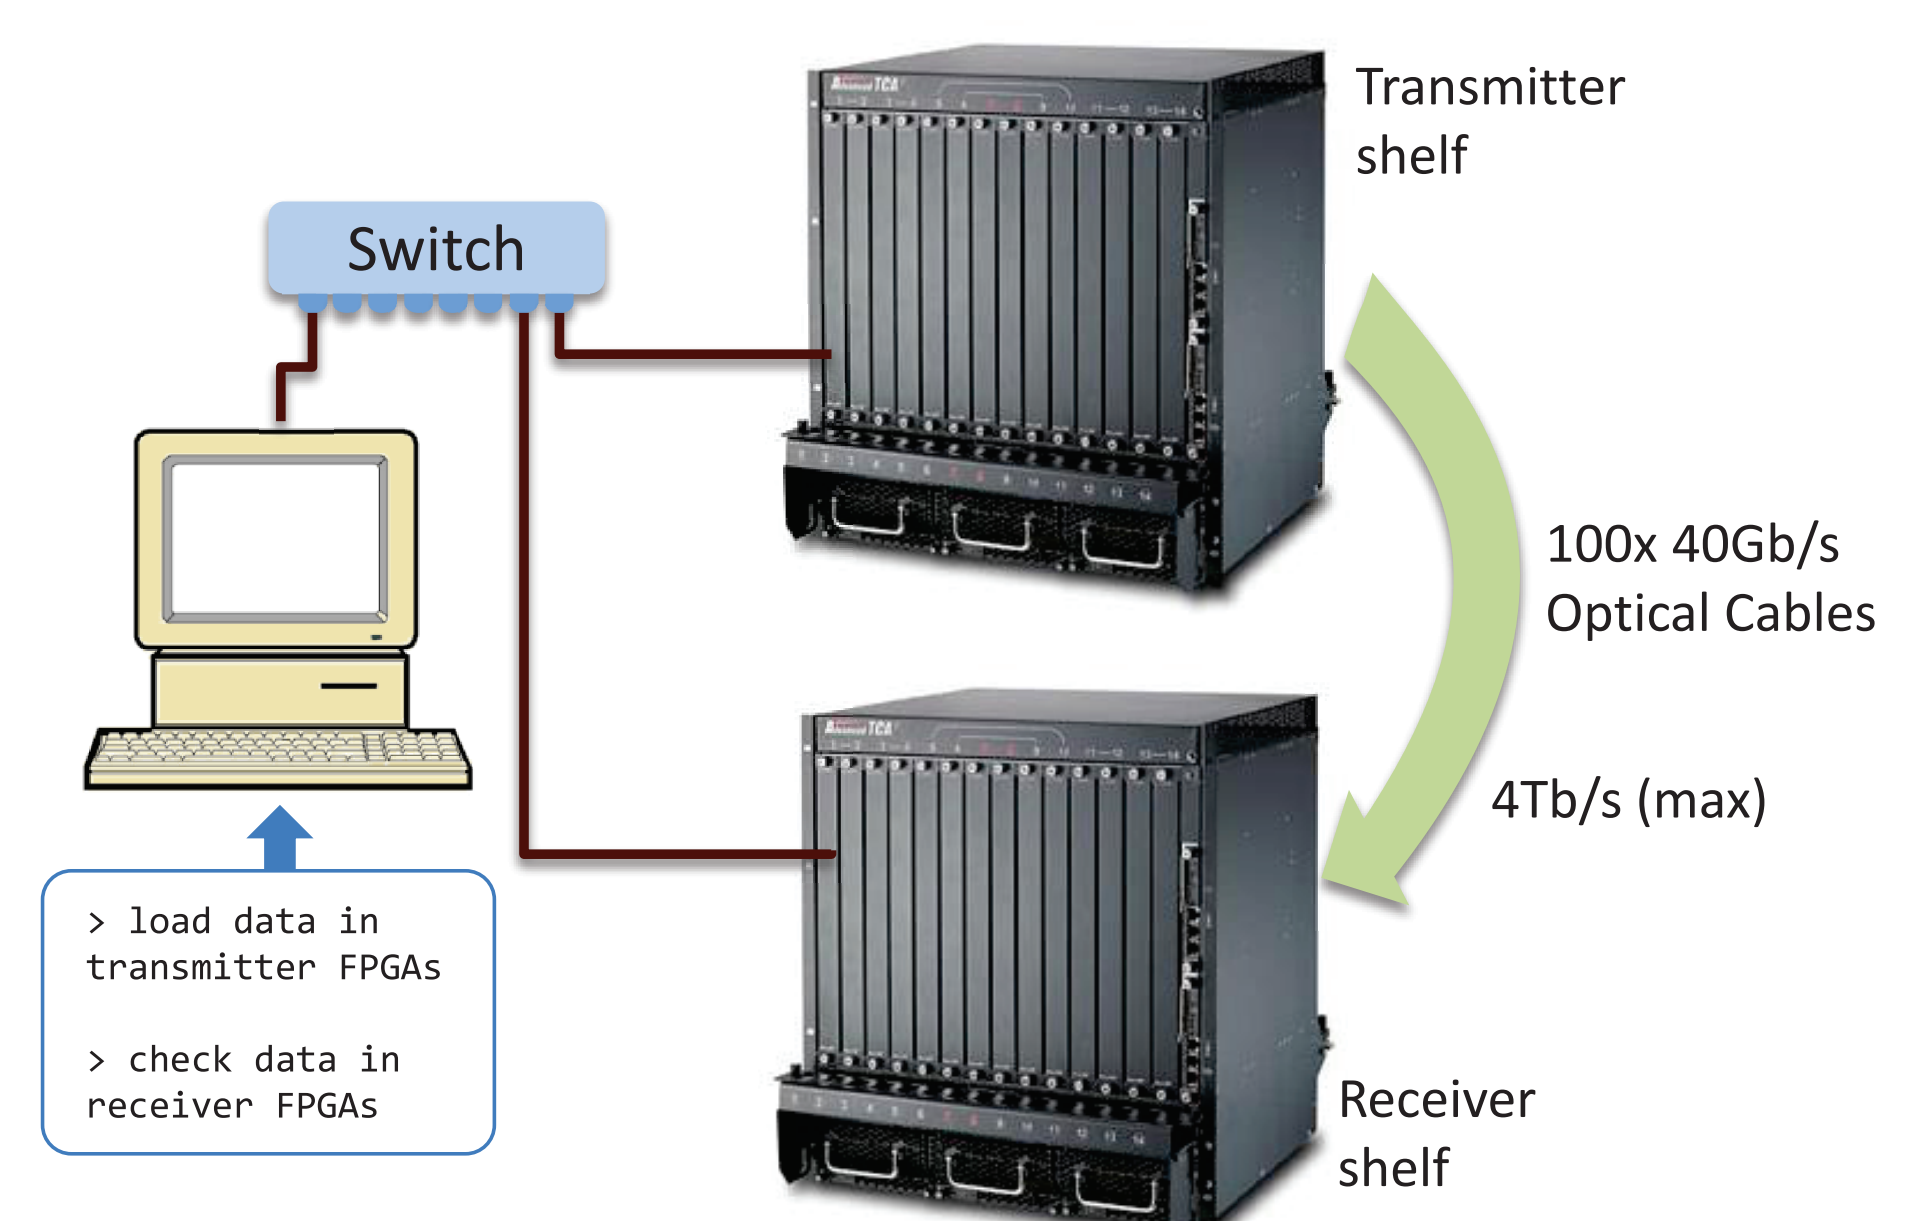 Transmitter
shelf
Switch
100x 40Gb/s
Optical Cables
4Tb/s (max)
> load data in
transmitter FPGAs
> check data in
receiver FPGAs
Receiver
shelf